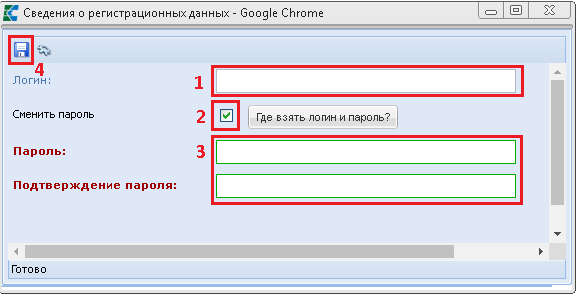 Сведения о регистрационных данных - Google Chrome
4
Логин: 1
Сменить пароль 2 Где взять логин и пароль?
Пароль: 3
Подтверждение пароля:
Готово